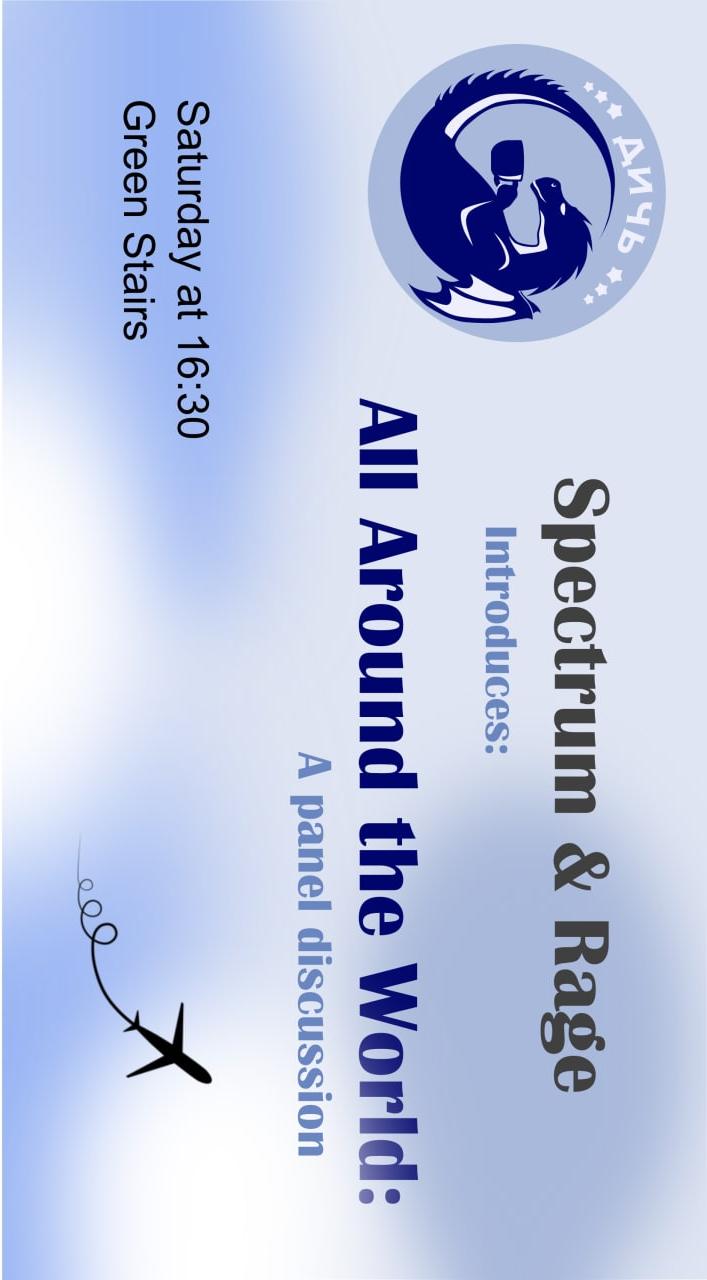 ДИЧЬ
Spectrum & Rage
Introduces:
All Around the World:
A panel discussion
Saturday at 16:30
Green Stairs